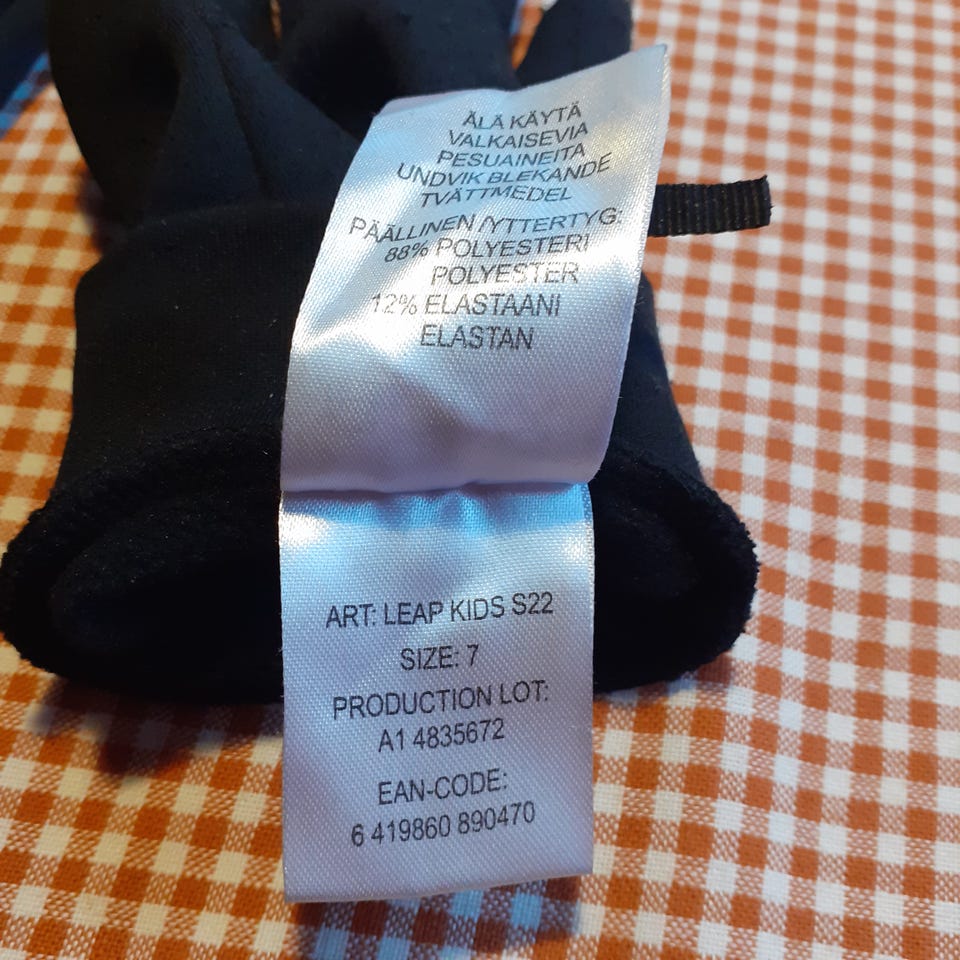 ÄLÄ KÄYTÄ
VALKAISEVIA
PESUAINEITA
UNDVIK BLEKANDE
TVÄTTMEDEL
PÄÄLLINEN /YTTERTYG:
88% POLYESTERI
POLYESTER
12% ELASTAANI
ELASTAN
ART: LEAP KIDS S22
SIZE: 7
PRODUCTION LOT:
A1 4835672
EAN-CODE:
6 419860 890470